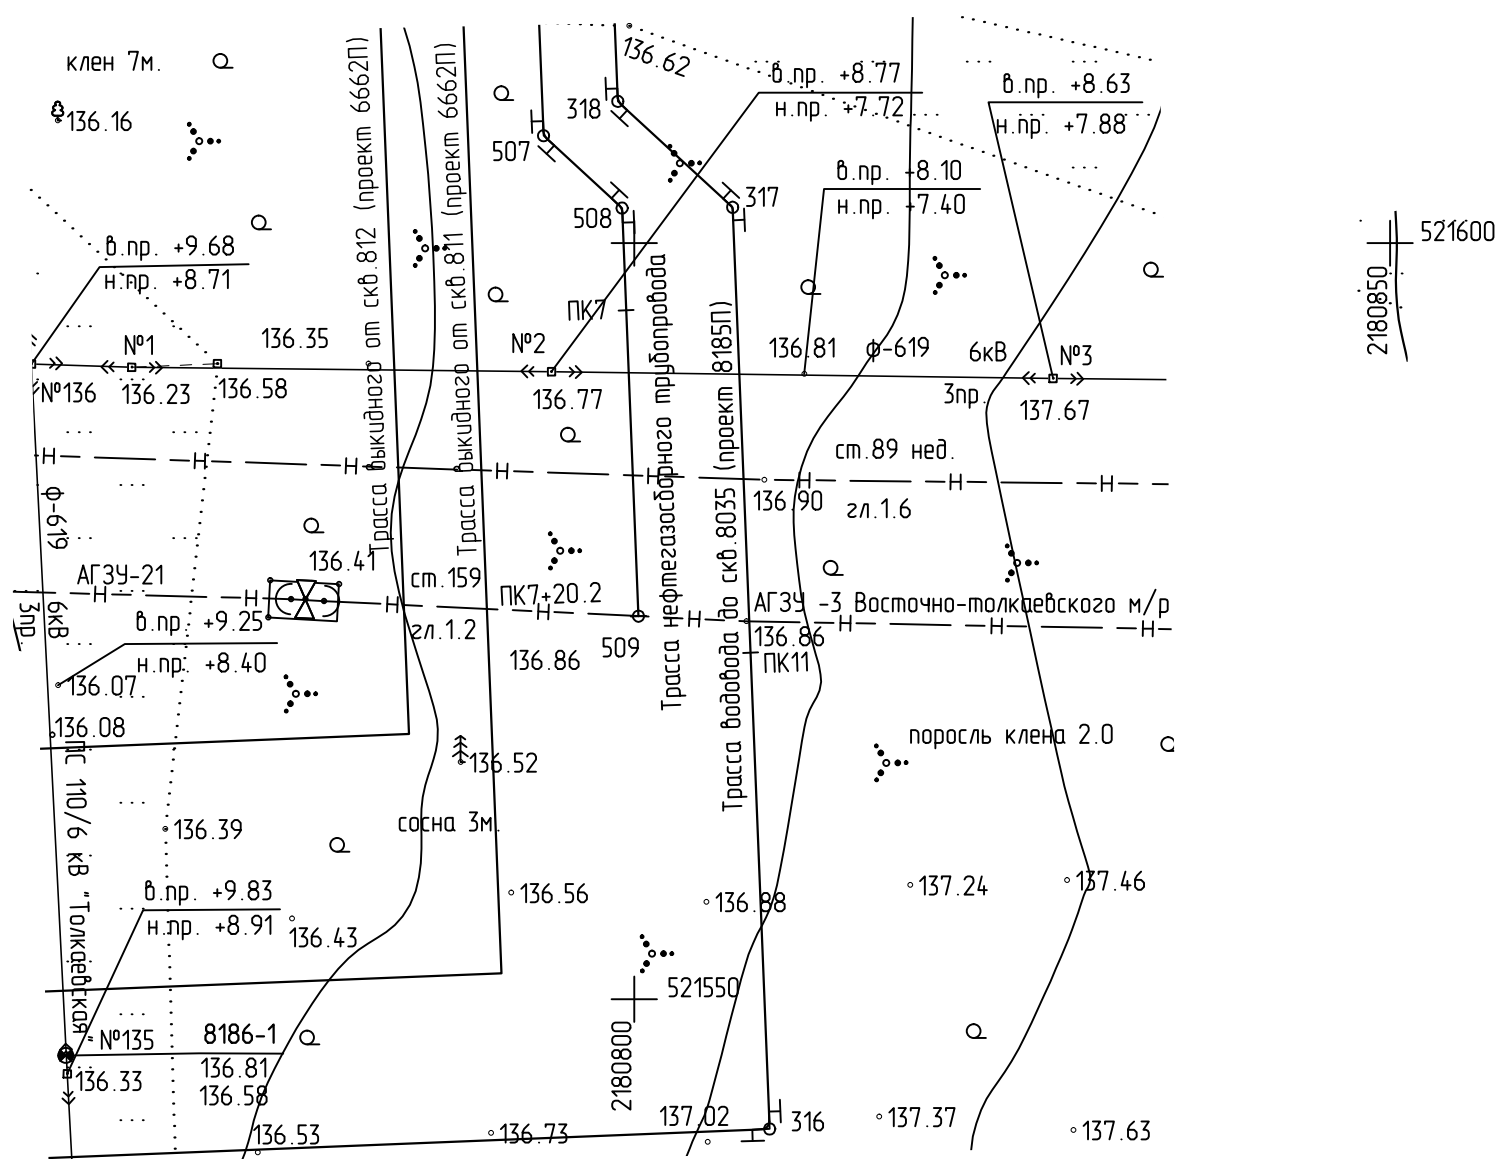 клен 7м.
136.16
136.62
в.пр. +8.77
н.пр. +7.72
в.пр. +8.63
н.пр. +7.88
318
507
317
508
в.пр. +8.10
н.пр. +7.40
в.пр. +9.68
н.пр. +8.71
521600
2180850
Трасса выкидного от скв.812 (проект 6662П)
Трасса выкидного от скв.811 (проект 6662П)
ПК7
Трасса нефтегазосборного трубопровода
Трасса водовода до скв.8035 (проект 8185П)
№1
136.35
№2
136.81
ф-619
6кВ
№3
№136
136.23
136.58
136.77
3пр.
137.67
ст.89 нед.
136.90
гл.1.6
ф-619
136.41
АГЗУ-21
ст.159
ПК7+20.2
АГЗУ -3 Восточно-толкаевского м/р
3пр
6кВ
в.пр. +9.25
н.пр. +8.40
гл.1.2
136.86
136.86
509
ПК11
136.07
136.08
поросль клена 2.0
136.52
ПС 110/6 кВ "Толкаевская"
сосна 3м.
136.39
в.пр. +9.83
н.пр. +8.91
136.43
136.56
136.88
137.24
137.46
521550
2180800
№135
8186-1
136.81
136.58
136.33
136.53
136.73
137.02
316
137.37
137.63